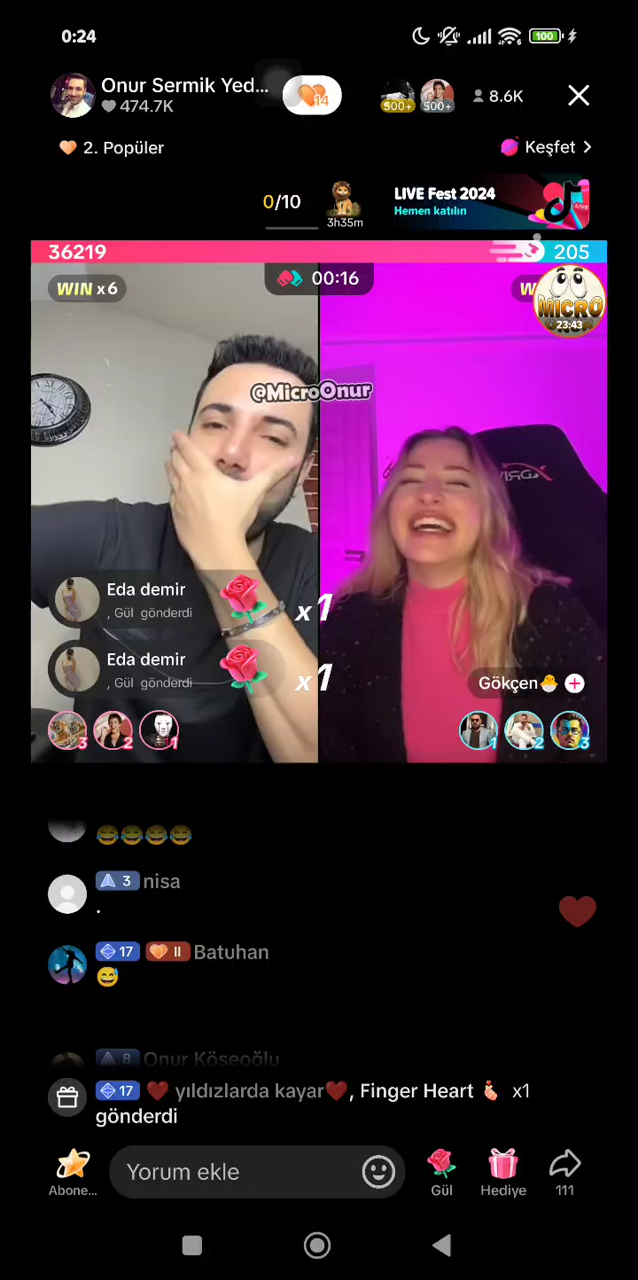 0:24
100
Onur Sermik Yed...
474.7K
14
500+
500+
8.6K
2. Popüler
Keşfet
0/10
3h35m
LIVE Fest 2024
Hemen katılın
36219
205
WIN x6
00:16
MICRO
23:43
@MicroOnur
Eda demir
, Gül gönderdi
x1
Eda demir
, Gül gönderdi
x1
Gökçen🐣
3
2
1
1
2
3
😂😂😂😂
3 nisa
.
17 II Batuhan
😅
8 Onur Köseoğlu
17 ❤️ yıldızlarda kayar❤️, Finger Heart x1
gönderdi
Abone...
Yorum ekle
Gül
Hediye
111